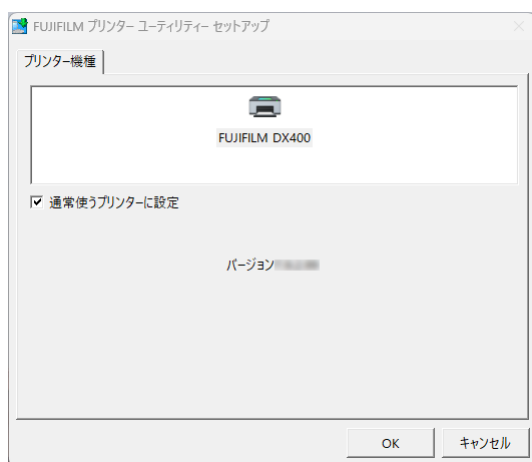 FUJIFILM プリンター ユーティリティー セットアップ
プリンター機種
FUJIFILM DX400
通常使うプリンターに設定
バージョン
OK
キャンセル